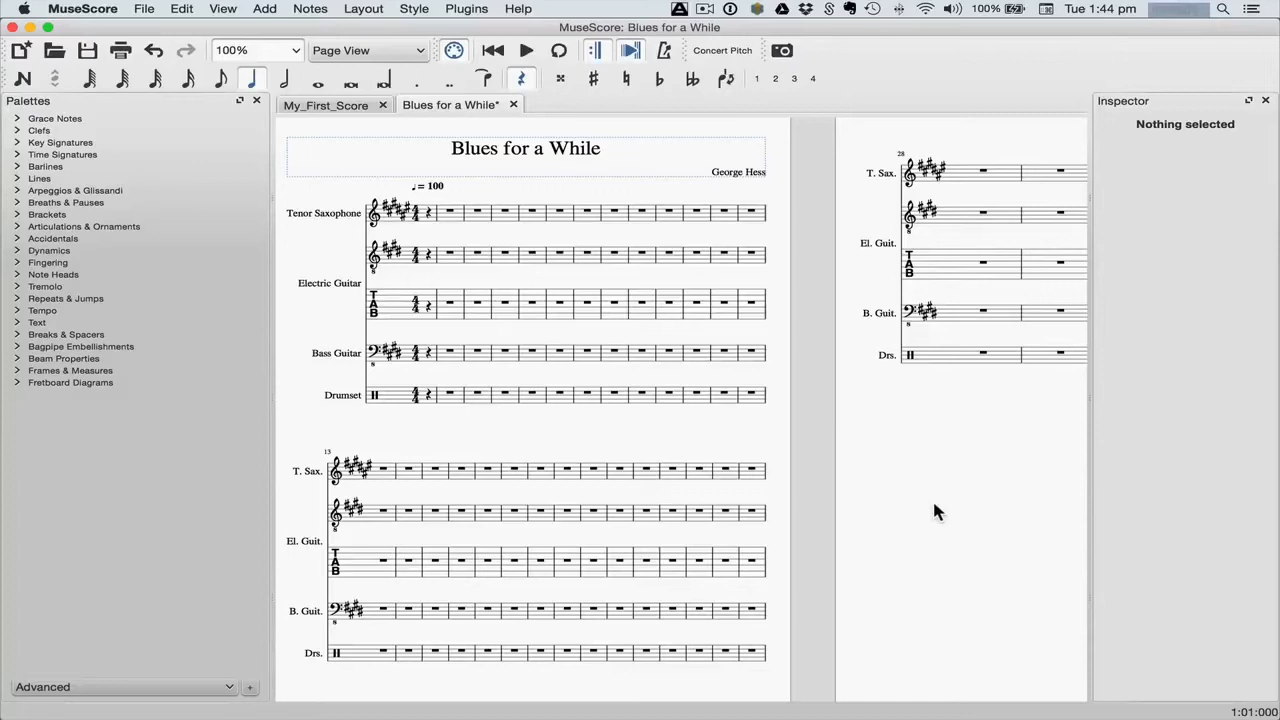 MuseScore File Edit View Add Notes Layout Style Plugins Help 100% Tue 1:44 pm
MuseScore: Blues for a While
100% Page View Concert Pitch
1 2 3 4
Palettes
My_First_Score Blues for a While*
Inspector
Nothing selected
Grace Notes
Clefs
Key Signatures
Time Signatures
Barlines
Lines
Arpeggios & Glissandi
Breaths & Pauses
Brackets
Articulations & Ornaments
Accidentals
Dynamics
Fingering
Note Heads
Tremolo
Repeats & Jumps
Tempo
Text
Breaks & Spacers
Bagpipe Embellishments
Beam Properties
Frames & Measures
Fretboard Diagrams
Advanced +
Blues for a While
George Hess
= 100
Tenor Saxophone
Electric Guitar
TAB
Bass Guitar
Drumset
13
T. Sax.
El. Guit.
TAB
B. Guit.
Drs.
28
T. Sax.
El. Guit.
TAB
B. Guit.
Drs.
1:01:000